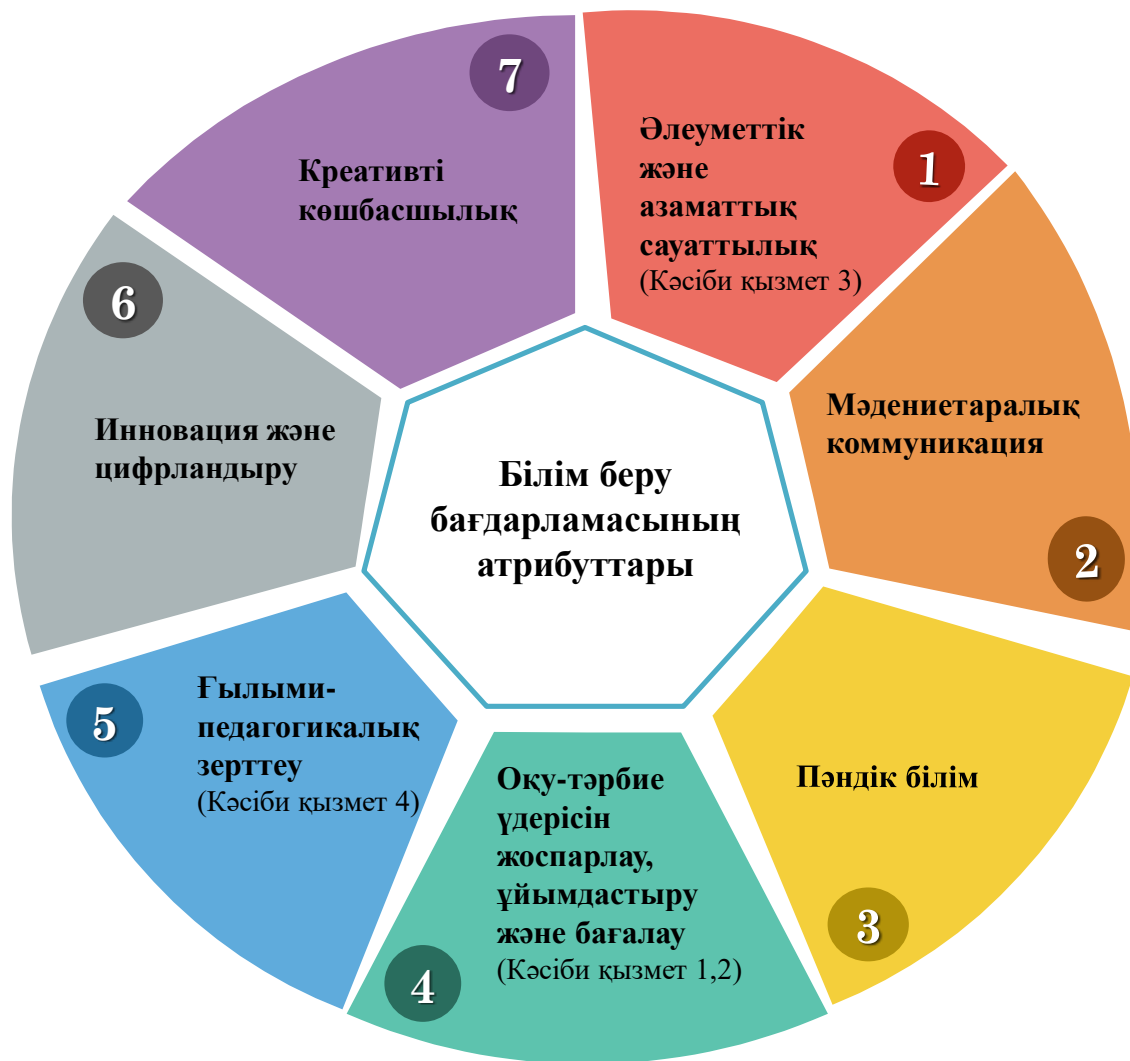 Білім беру
бағдарламасының
атрибуттары
1
Әлеуметтік
және
азаматтық
сауаттылық
(Кәсіби қызмет 3)
2
Мәдениетаралық
коммуникация
3
Пәндік білім
4
Оқу-тәрбие
үдерісін
жоспарлау,
ұйымдастыру
және бағалау
(Кәсіби қызмет 1,2)
5
Ғылыми-
педагогикалық
зерттеу
(Кәсіби қызмет 4)
6
Инновация және
цифрландыру
7
Креативті
көшбасшылық